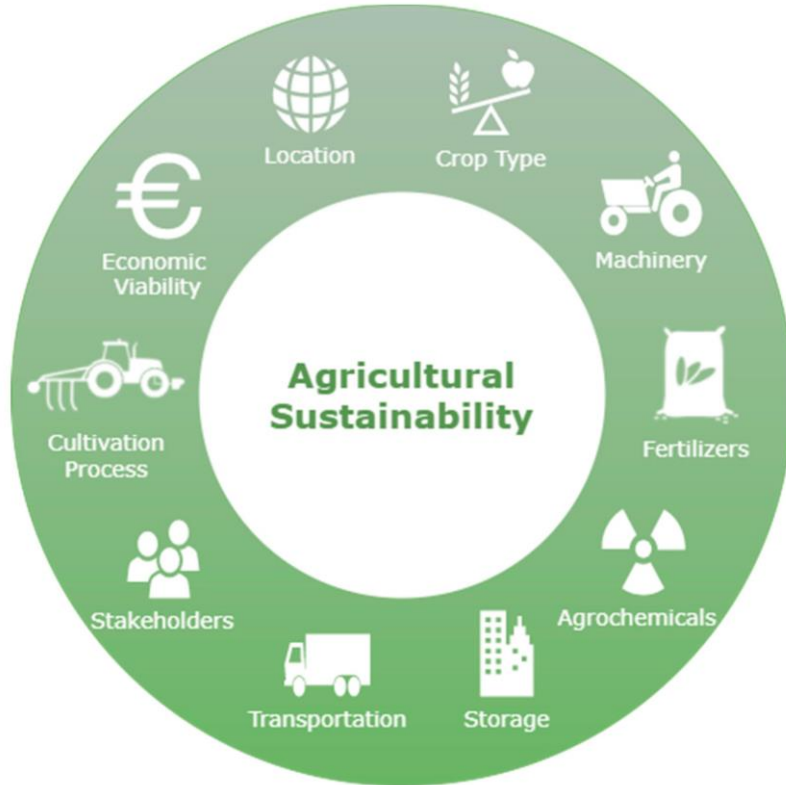 Location
Crop Type
Economic
Viability
Machinery
Agricultural
Sustainability
Cultivation
Process
Fertilizers
Stakeholders
Agrochemicals
Transportation
Storage